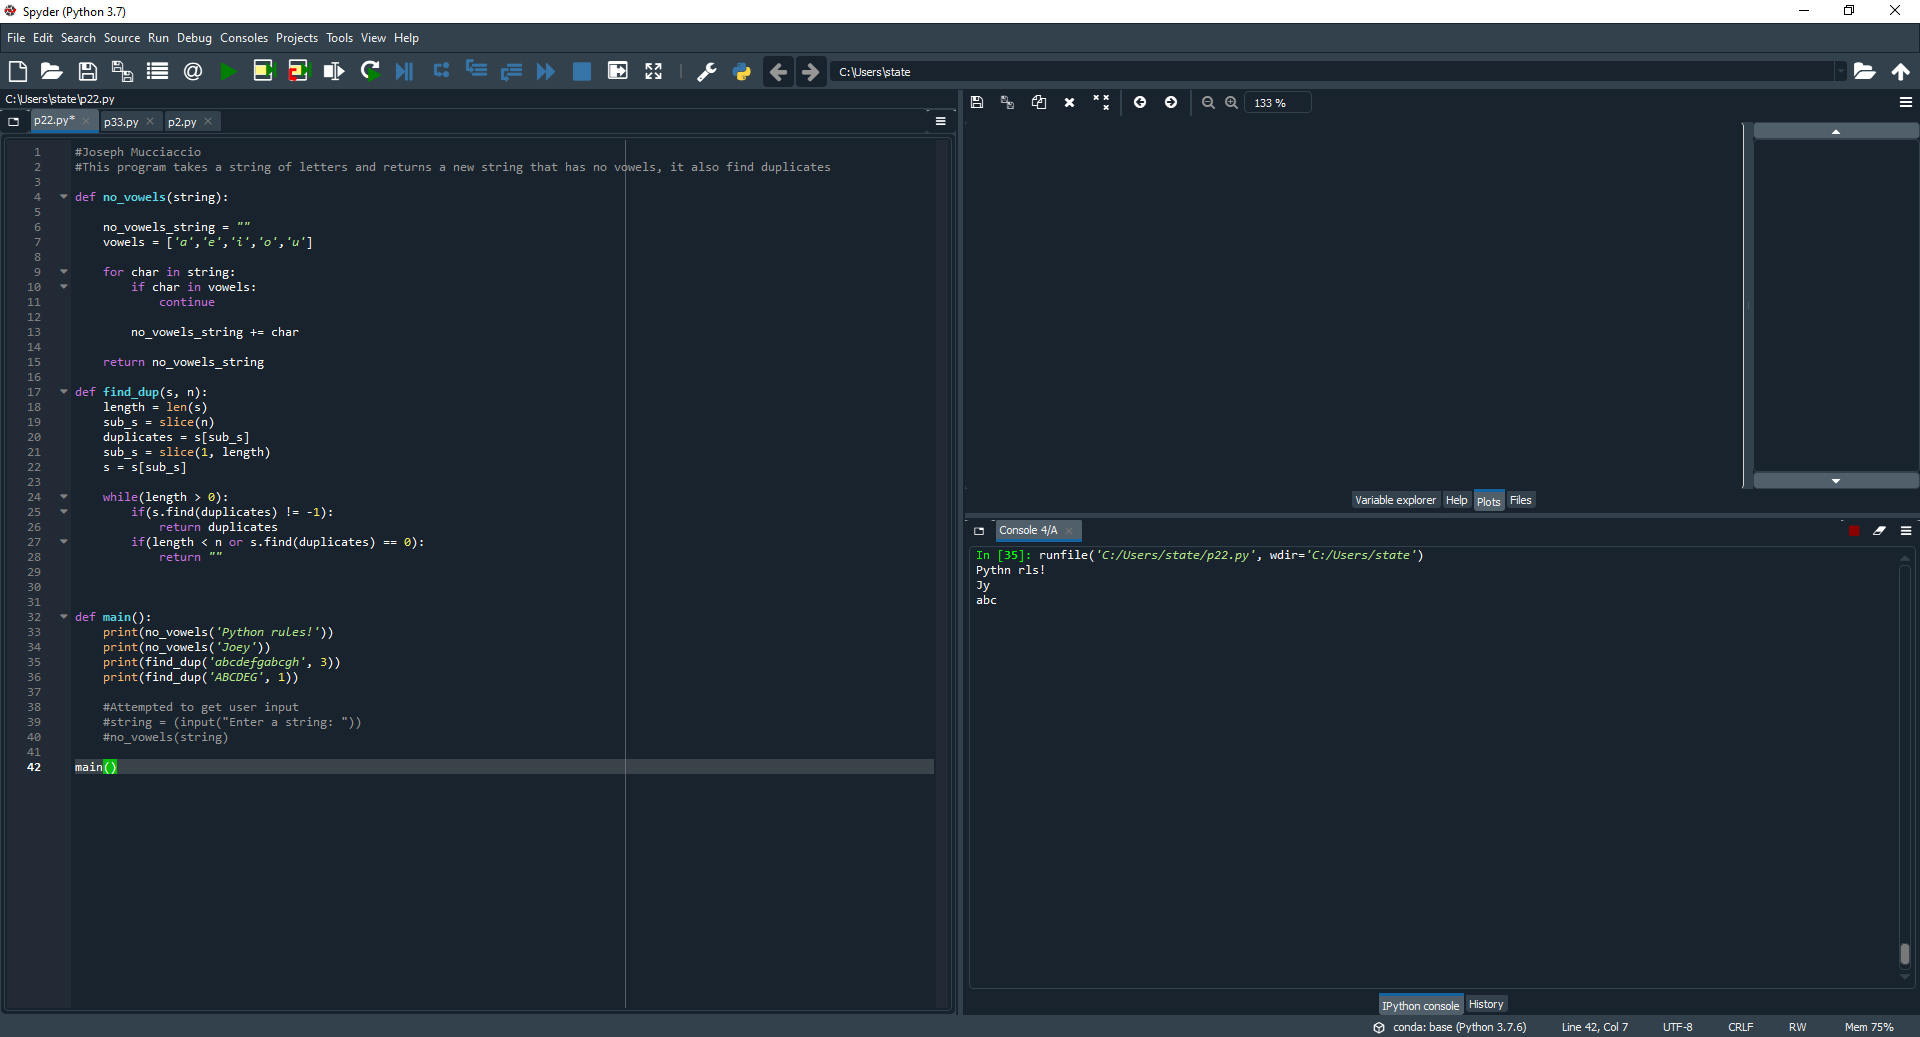 Spyder (Python 3.7)
File Edit Search Source Run Debug Consoles Projects Tools View Help
C:\Users\state
C:\Users\state\p22.py
p22.py* p33.py p2.py
133 %
1 #Joseph Mucciaccio
2 #This program takes a string of letters and returns a new string that has no vowels, it also find duplicates
3
4 def no_vowels(string):
5
6 no_vowels_string = ""
7 vowels = ['a','e','i','o','u']
8
9 for char in string:
10 if char in vowels:
11 continue
12
13 no_vowels_string += char
14
15 return no_vowels_string
16
17 def find_dup(s, n):
18 length = len(s)
19 sub_s = slice(n)
20 duplicates = s[sub_s]
21 sub_s = slice(1, length)
22 s = s[sub_s]
23
24 while(length > 0):
25 if(s.find(duplicates) != -1):
26 return duplicates
27 if(length < n or s.find(duplicates) == 0):
28 return ""
29
30
31
32 def main():
33 print(no_vowels('Python rules!'))
34 print(no_vowels('Joey'))
35 print(find_dup('abcdefgabcgh', 3))
36 print(find_dup('ABCDEG', 1))
37
38 #Attempted to get user input
39 #string = (input("Enter a string: "))
40 #no_vowels(string)
41
42 main()
Variable explorer Help Plots Files
Console 4/A
In [35]: runfile('C:/Users/state/p22.py', wdir='C:/Users/state')
Pythn rls!
Jy
abc
IPython console History
conda: base (Python 3.7.6) Line 42, Col 7 UTF-8 CRLF RW Mem 75%